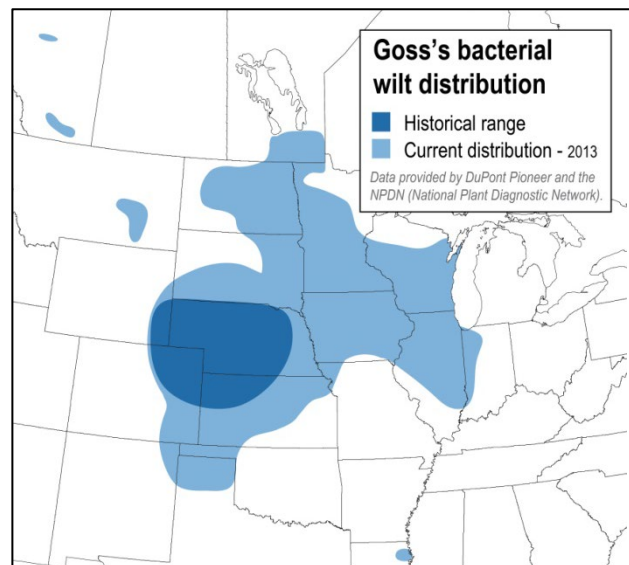 Goss's bacterial
wilt distribution
Historical range
Current distribution - 2013
Data provided by DuPont Pioneer and the
NPDN (National Plant Diagnostic Network).